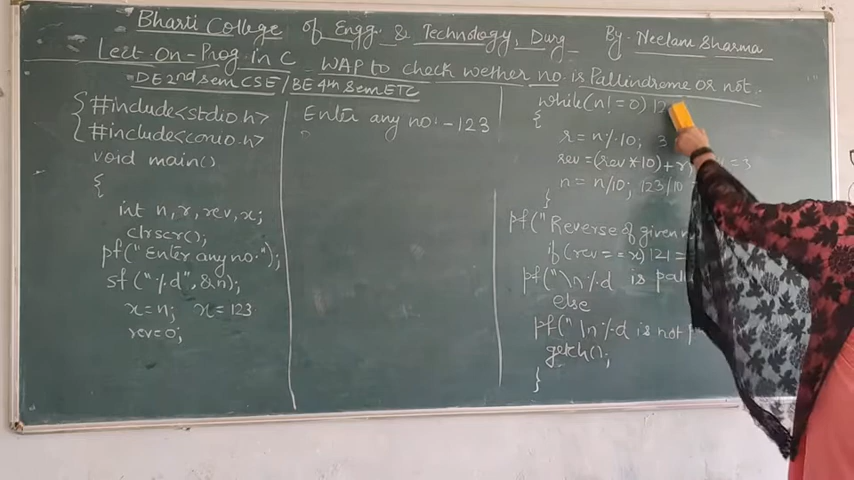 Bharti College of Engg. & Technology, Durg By- Neelam Sharma
Lect-On-Prog in C WAP to check wether no. is Pallindrome or not.
DE 2nd sem CSE / BE 4th Sem ETC
#include<stdio.h>
#include<conio.h>
void main()
{
int n, r, rev, x;
clrscr();
pf("Enter any no.");
sf("%d", &n);
x=n; x=123
rev=0;
Enter any no:-123
while(n!=0) 12
{
r = n%10; 3
rev=(rev*10)+r = 3
n = n/10; 123/10
}
pf("Reverse of given
if(rev==x) 121=
pf("\n%d is
else
pf("\n%d is not
getch();
}